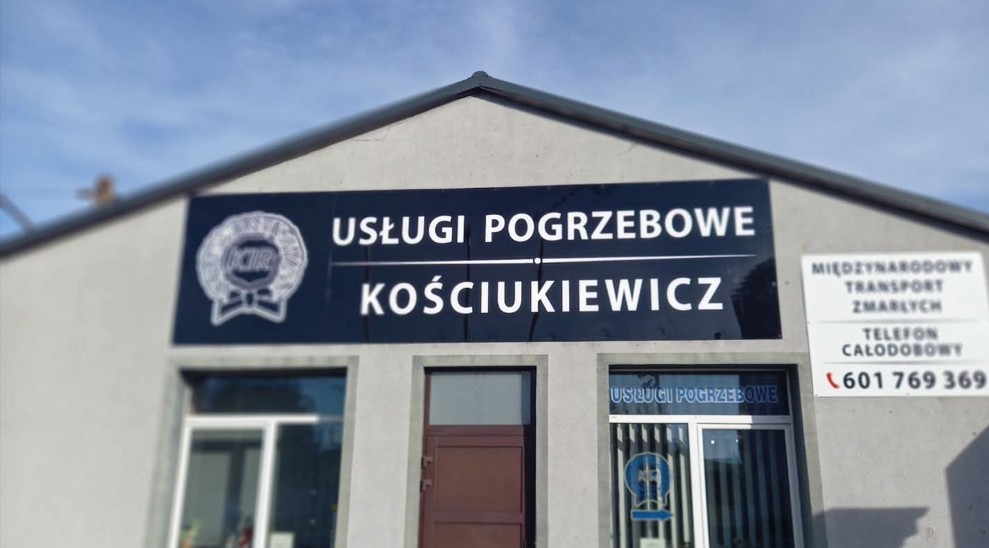 USŁUGI POGRZEBOWE
KOŚCIUKIEWICZ
MIĘDZYNARODOWY
TRANSPORT
ZMARŁYCH
TELEFON
CAŁODOBOWY
601 769 369
USŁUGI POGRZEBOWE